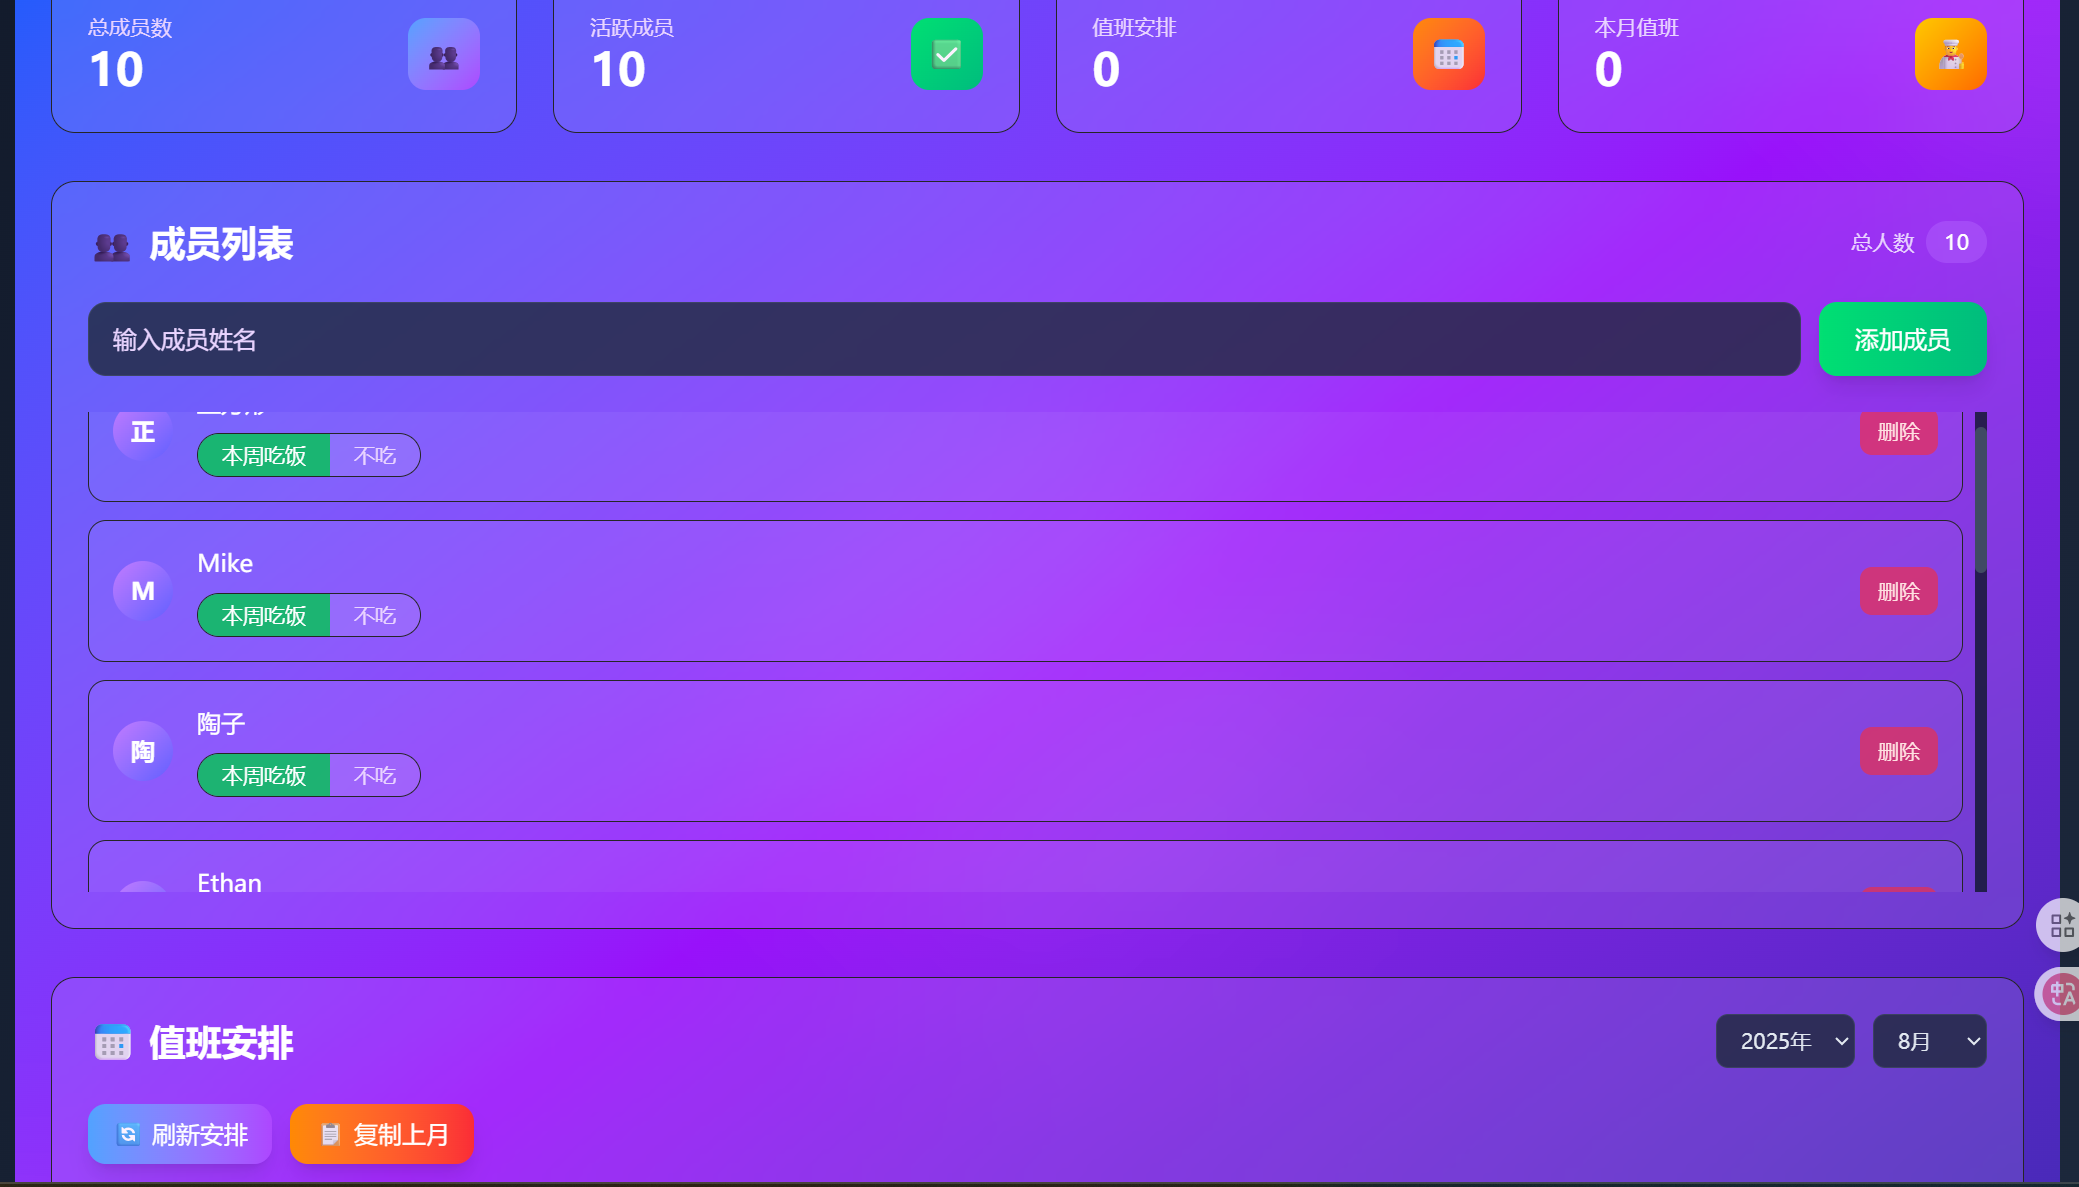 总成员数
10
活跃成员
10
值班安排
0
本月值班
0
成员列表
总人数 10
输入成员姓名
添加成员
正
本周吃饭 不吃
删除
M
Mike
本周吃饭 不吃
删除
陶
陶子
本周吃饭 不吃
删除
Ethan
值班安排
2025年
8月
刷新安排
复制上月